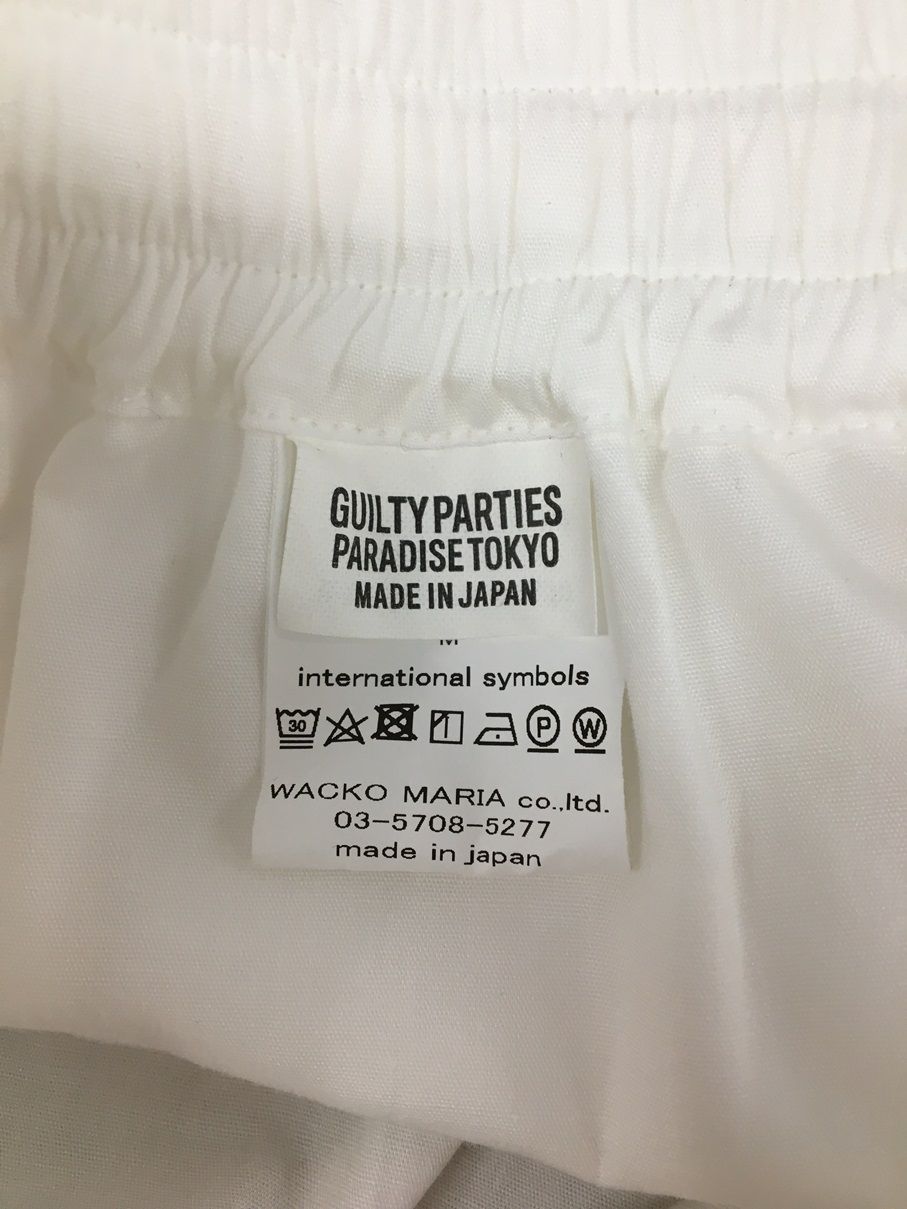 GUILTY PARTIES
PARADISE TOKYO
MADE IN JAPAN
M
international symbols
30 P W
WACKO MARIA co.,ltd.
03-5708-5277
made in japan